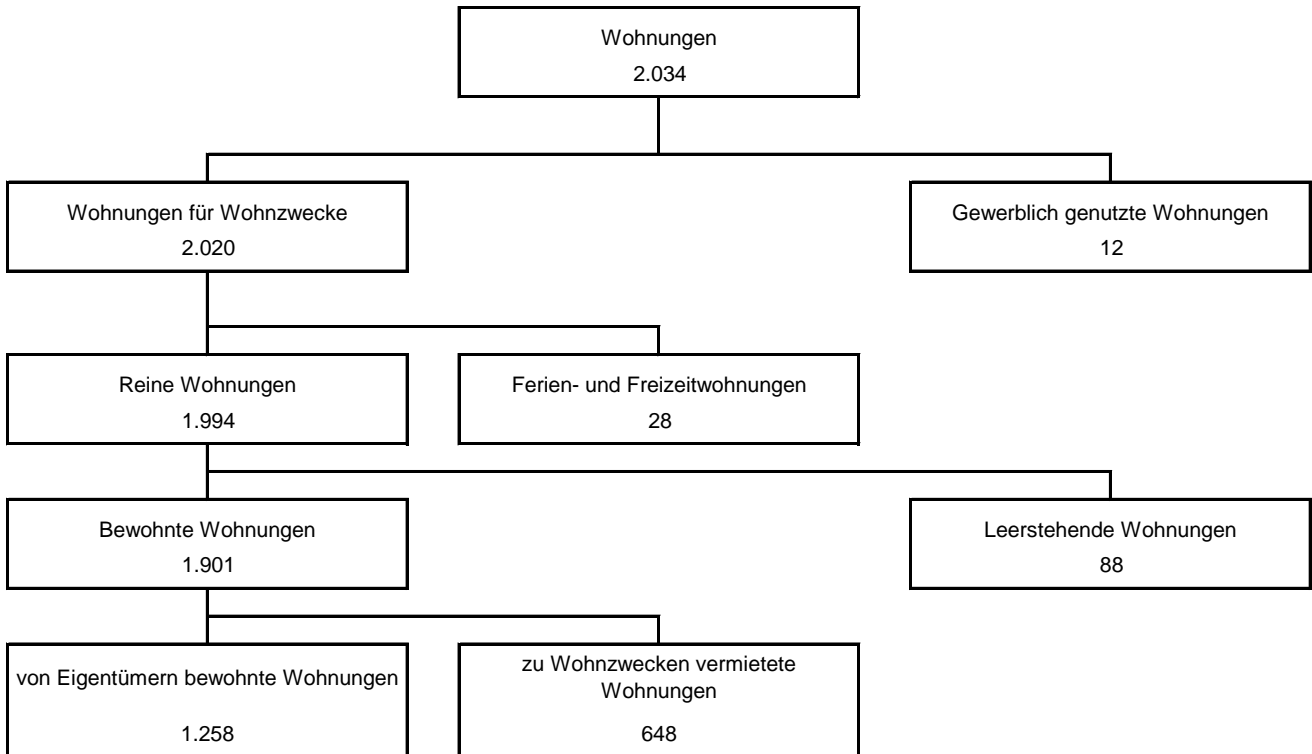 Wohnungen
2.034
Wohnungen für Wohnzwecke
2.020
Gewerblich genutzte Wohnungen
12
Reine Wohnungen
1.994
Ferien- und Freizeitwohnungen
28
Bewohnte Wohnungen
1.901
Leerstehende Wohnungen
88
von Eigentümern bewohnte Wohnungen
1.258
zu Wohnzwecken vermietete
Wohnungen
648